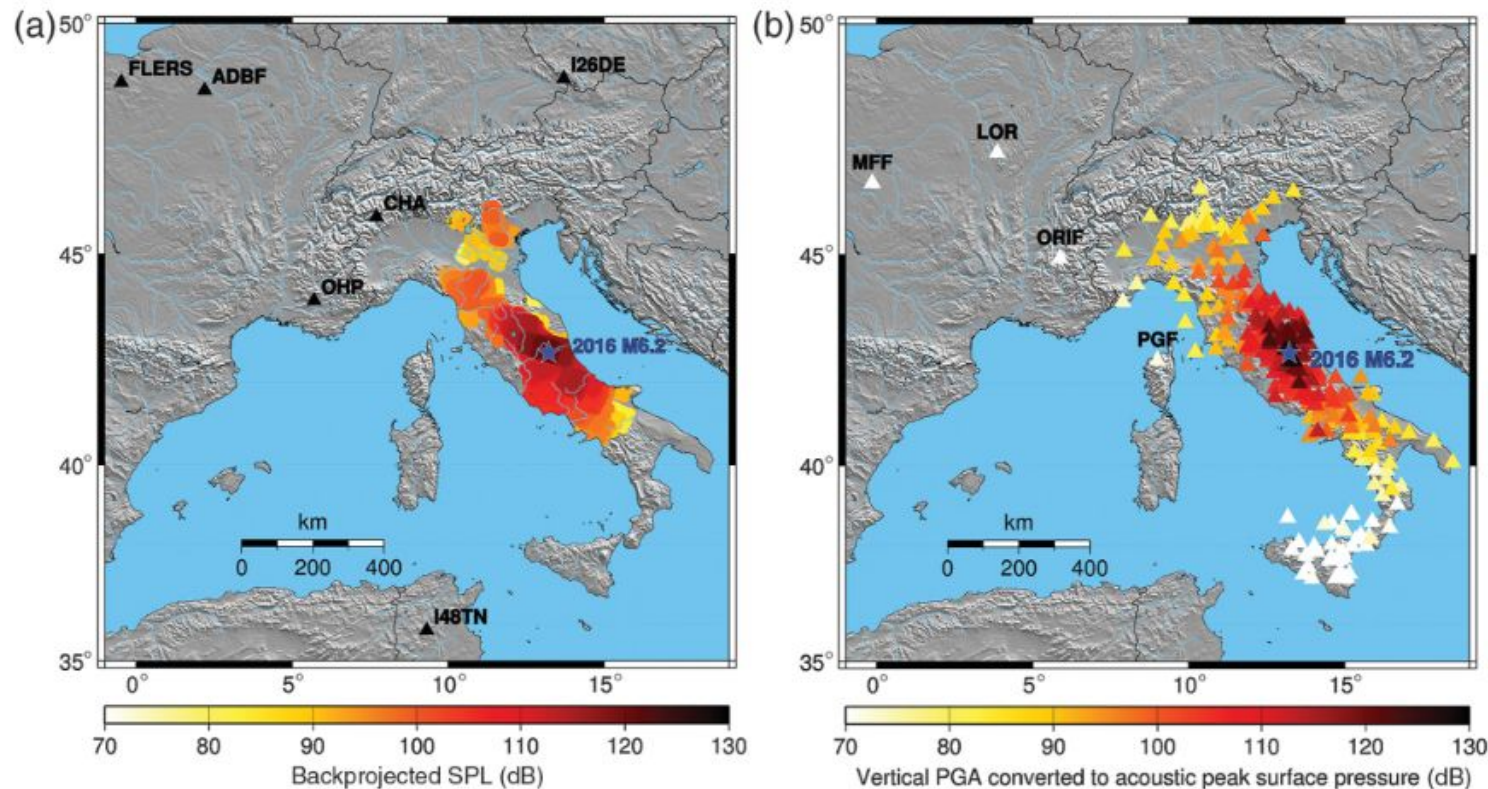 (a)
50°
FLERS
ADBF
I26DE
CHA
45°
OHP
2016 M6.2
40°
km
0 200 400
I48TN
35°
0° 5° 10° 15°
70 80 90 100 110 120 130
Backprojected SPL (dB)
(b)
50°
LOR
MFF
ORIF
45°
PGF
2016 M6.2
40°
km
0 200 400
35°
0° 5° 10° 15°
70 80 90 100 110 120 130
Vertical PGA converted to acoustic peak surface pressure (dB)